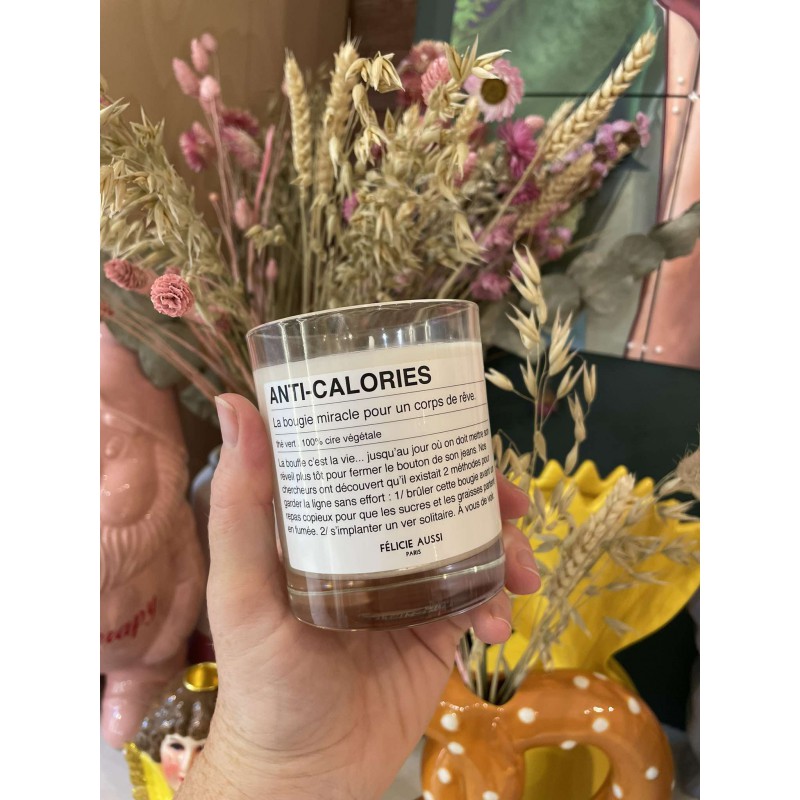 ANTI-CALORIES
La bougie miracle pour un corps de rêve.
thé vert 100% cire végétale
La bouffe c'est la vie... jusqu'au jour où on doit mettre son
réveil plus tôt pour fermer le bouton de son jeans. Nos
chercheurs ont découvert qu'il existait 2 méthodes pour
garder la ligne sans effort : 1/ brûler cette bougie avant un
repas copieux pour que les sucres et les graisses partent
en fumée. 2/ s'implanter un ver solitaire. À vous de voir.
FÉLICIE AUSSI
PARIS